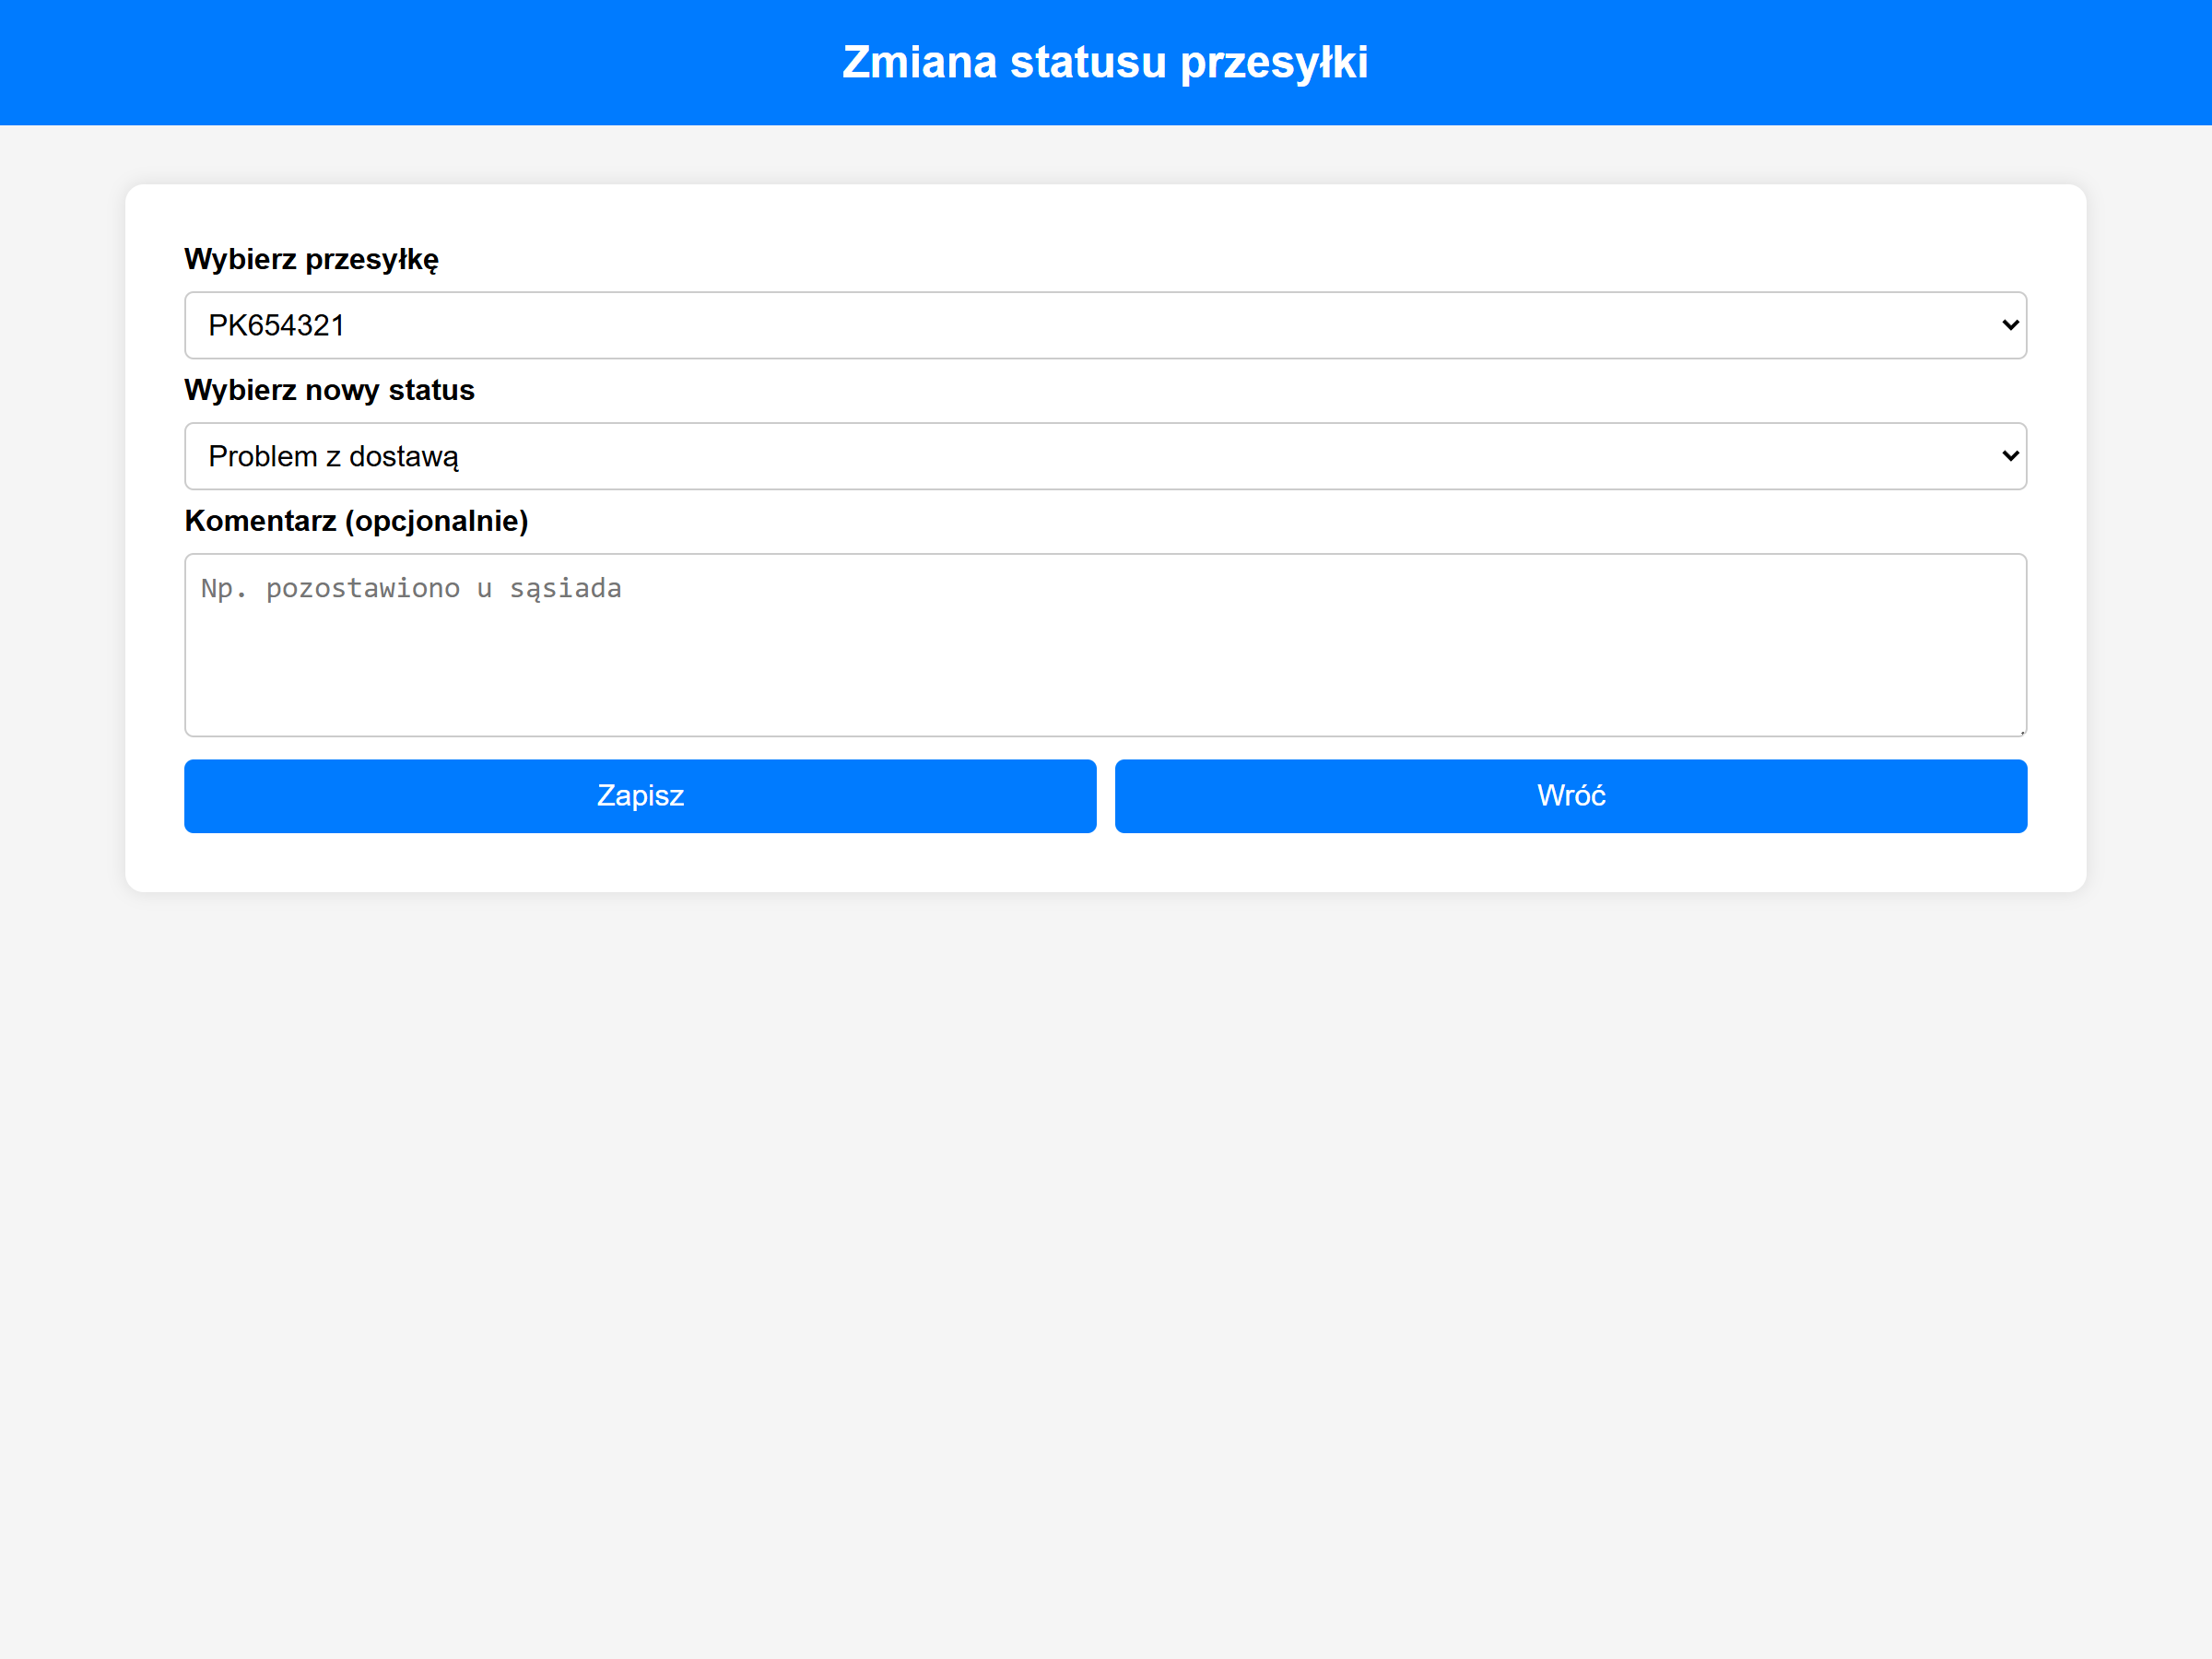 Zmiana statusu przesyłki
Wybierz przesyłkę
PK654321
Wybierz nowy status
Problem z dostawą
Komentarz (opcjonalnie)
Np. pozostawiono u sąsiada
Zapisz
Wróć